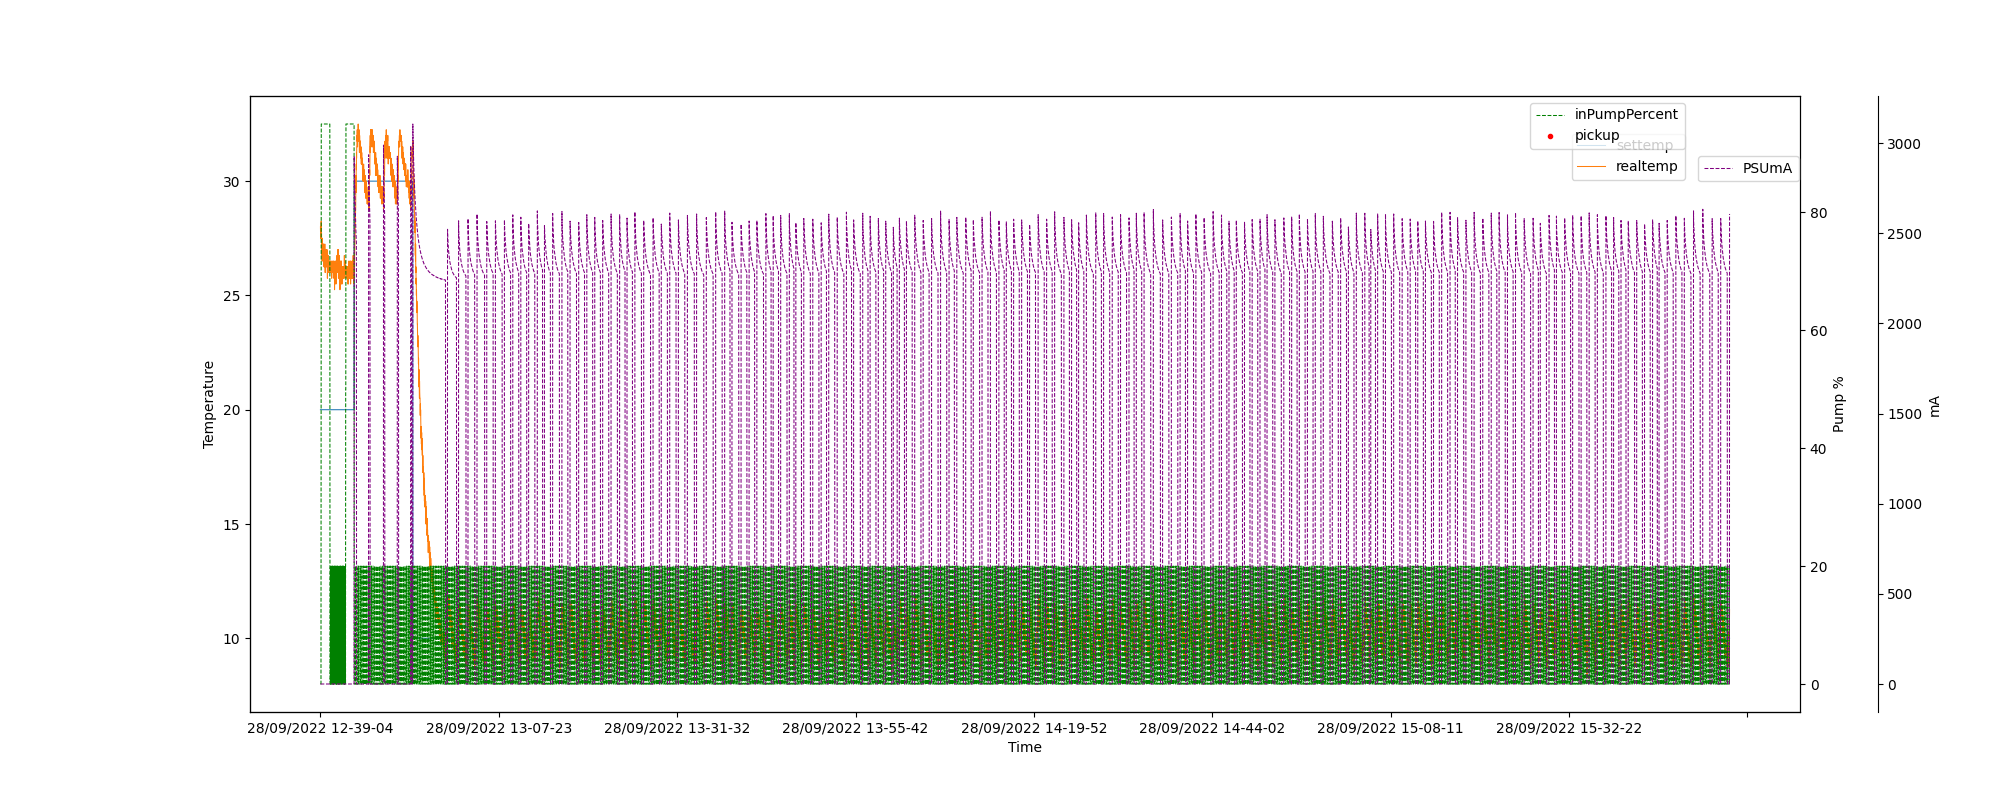 inPumpPercent
pickup
settemp
realtemp
PSUmA
Temperature
30
25
20
15
10
Pump %
80
60
40
20
0
mA
3000
2500
2000
1500
1000
500
0
28/09/2022 12-39-04
28/09/2022 13-07-23
28/09/2022 13-31-32
28/09/2022 13-55-42
28/09/2022 14-19-52
28/09/2022 14-44-02
28/09/2022 15-08-11
28/09/2022 15-32-22
Time